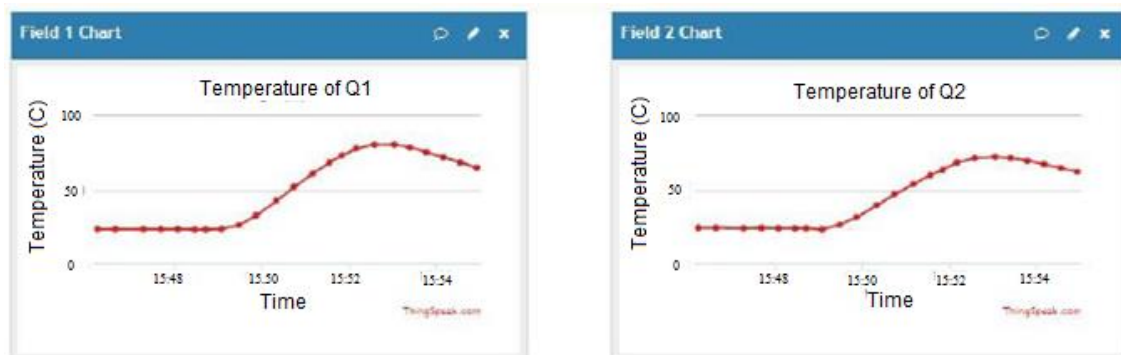 Field 1 Chart
Temperature of Q1
Temperature (C)
100
50
0
15:48
15:50
15:52
15:54
Time
ThingSpeak.com
Field 2 Chart
Temperature of Q2
Temperature (C)
100
50
0
15:48
15:50
15:52
15:54
Time
ThingSpeak.com